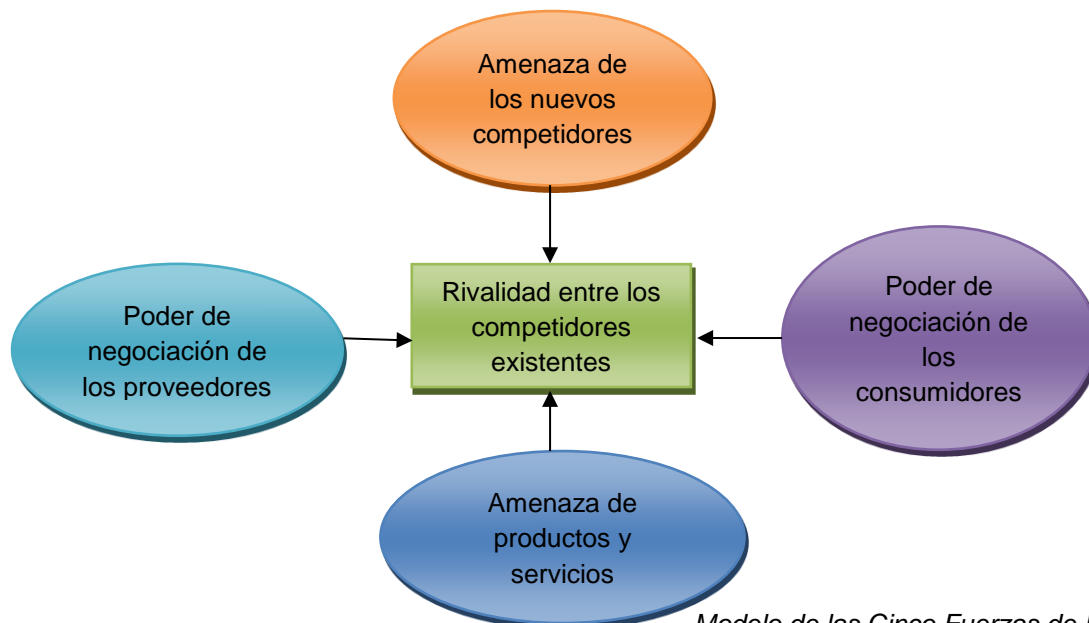 Amenaza de
los nuevos
competidores
Poder de
negociación de
los proveedores
Rivalidad entre los
competidores
existentes
Poder de
negociación de
los
consumidores
Amenaza de
productos y
servicios
Modelo de las Cinco Fuerzas de